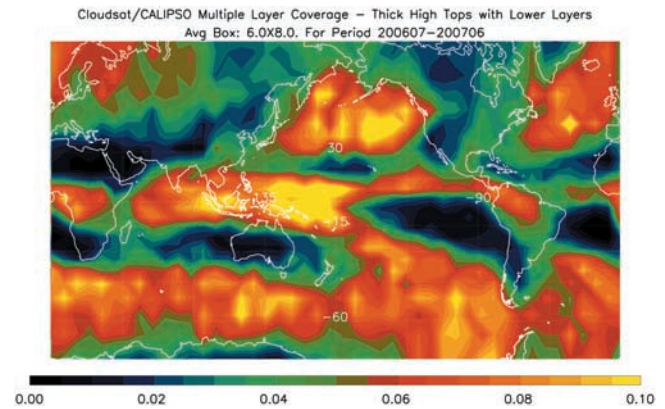 Cloudsat/CALIPSO Multiple Layer Coverage - Thick High Tops with Lower Layers
Avg Box: 6.0X8.0. For Period 200607-200706
30
-15
-90
-60
0.00 0.02 0.04 0.06 0.08 0.10